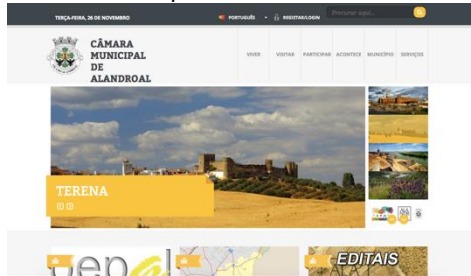 TERÇA-FEIRA, 26 DE NOVEMBRO
PORTUGUÊS
REGISTAR/LOGIN
Procurar aqui...
CÂMARA
MUNICIPAL
DE
ALANDROAL
VIVER VISITAR PARTICIPAR ACONTECE MUNICÍPIO SERVIÇOS
TERENA
EDITAIS